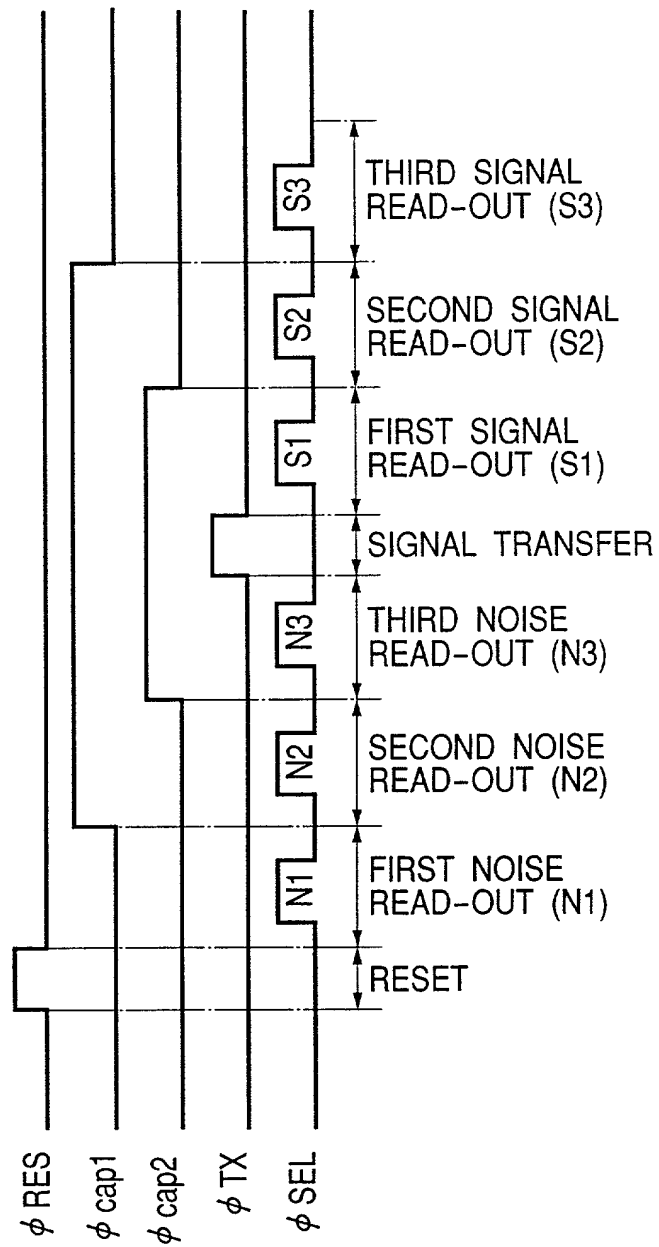 THIRD SIGNAL
READ-OUT (S3)
S3
SECOND SIGNAL
READ-OUT (S2)
S2
FIRST SIGNAL
READ-OUT (S1)
S1
SIGNAL TRANSFER
THIRD NOISE
READ-OUT (N3)
N3
SECOND NOISE
READ-OUT (N2)
N2
FIRST NOISE
READ-OUT (N1)
N1
RESET
ϕ RES
ϕ cap1
ϕ cap2
ϕ TX
ϕ SEL